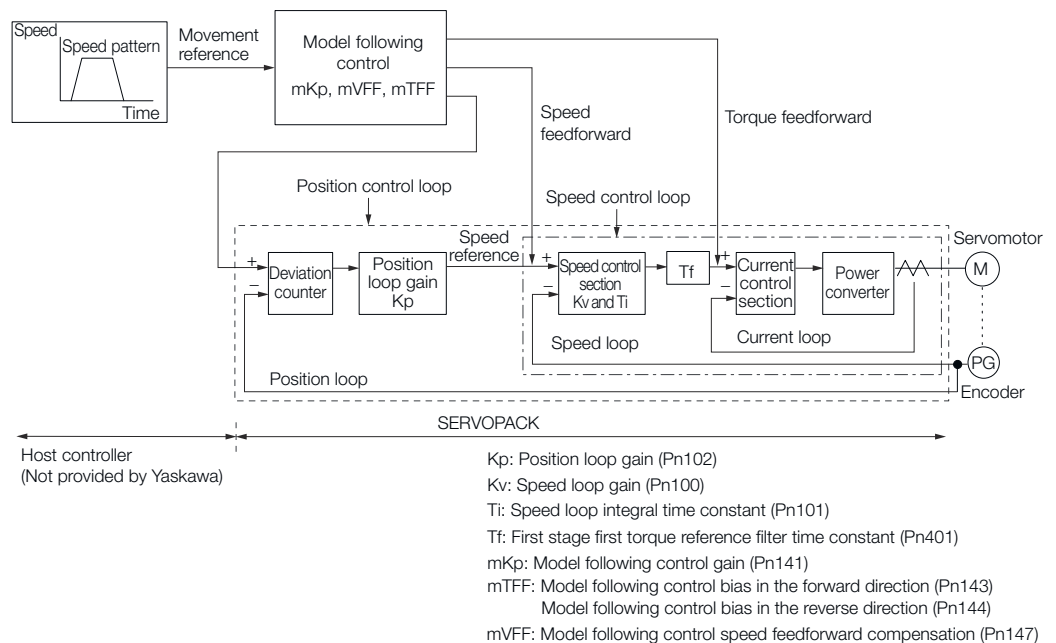 Speed
Speed pattern
Time
Movement
reference
Model following
control
mKp, mVFF, mTFF
Speed
feedforward
Torque feedforward
Position control loop
Speed control loop
Speed
reference
Servomotor
+
−
Deviation
counter
Position
loop gain
Kp
+
−
Speed control
section
Kv and Ti
Tf
+
−
Current
control
section
Power
converter
M
Current loop
Speed loop
Position loop
PG
Encoder
SERVOPACK
Host controller
(Not provided by Yaskawa)
Kp: Position loop gain (Pn102)
Kv: Speed loop gain (Pn100)
Ti: Speed loop integral time constant (Pn101)
Tf: First stage first torque reference filter time constant (Pn401)
mKp: Model following control gain (Pn141)
mTFF: Model following control bias in the forward direction (Pn143)
Model following control bias in the reverse direction (Pn144)
mVFF: Model following control speed feedforward compensation (Pn147)